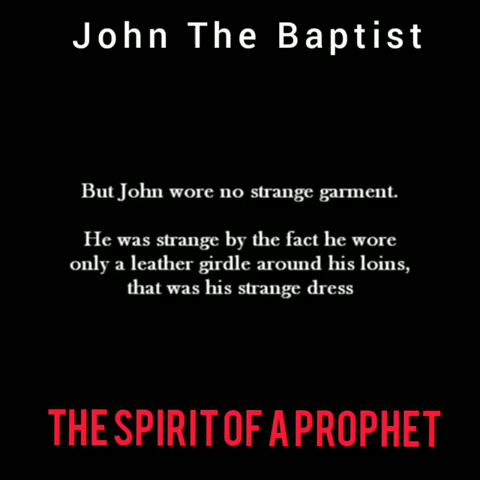 John The Baptist
But John wore no strange garment.
He was strange by the fact he wore
only a leather girdle around his loins,
that was his strange dress
THE SPIRIT OF A PROPHET